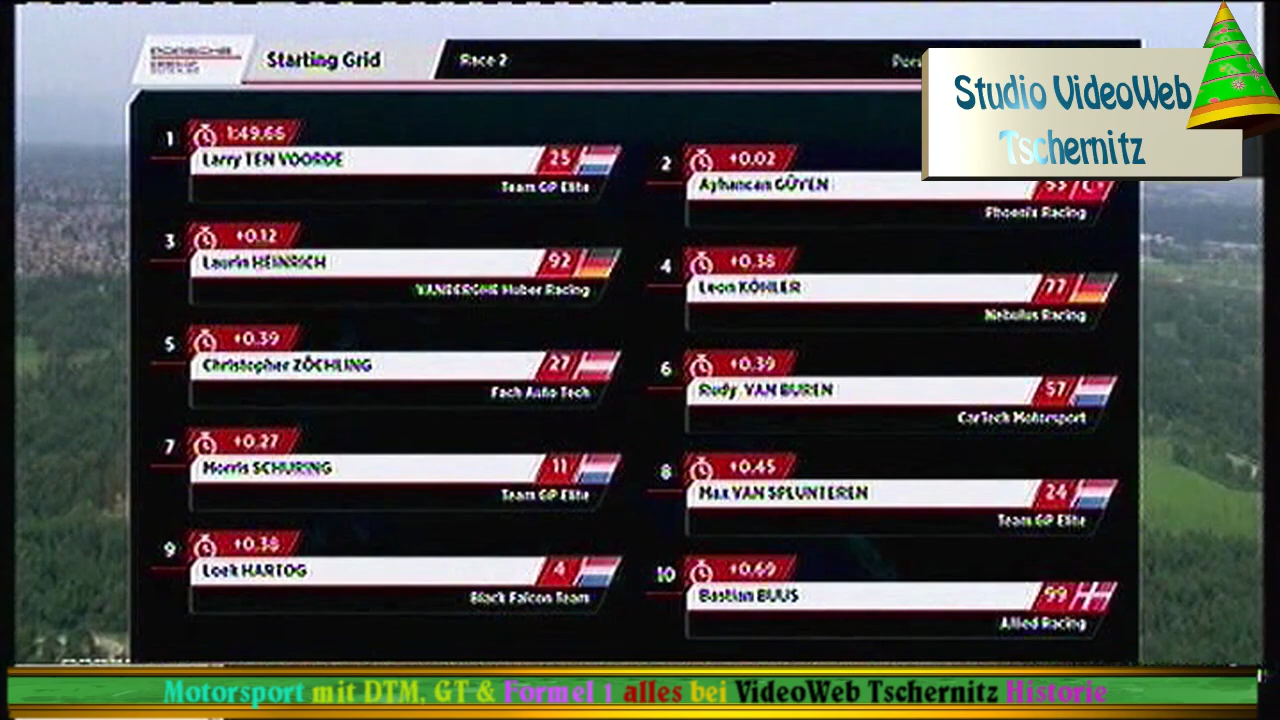 PORSCHE
Starting Grid
Race 2
Studio VideoWeb
Tschernitz
1
1:49.66
Larry TEN VOORDE
25
Team GP Elite
2
+0.02
Ayhancan GÜVEN
53
Phoenix Racing
3
+0.12
Laurin HEINRICH
92
VANBERGHE Huber Racing
4
+0.38
Leon KÖHLER
77
Nebulus Racing
5
+0.39
Christopher ZÖCHLING
27
Fach Auto Tech
6
+0.39
Rudy VAN BUREN
57
CarTech Motorsport
7
+0.27
Morris SCHURING
11
Team GP Elite
8
+0.45
Max VAN SPLUNTEREN
24
Team GP Elite
9
+0.38
Loek HARTOG
4
Black Falcon Team
10
+0.69
Bastian BUUS
99
Allied Racing
Motorsport mit DTM, GT & Formel 1 alles bei VideoWeb Tschernitz Historie